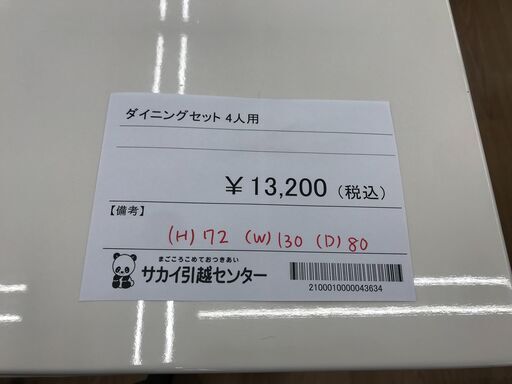 ダイニングセット 4人用
￥13,200（税込）
【備考】
(H) 72 (W) 130 (D) 80
まごころこめておつきあい
サカイ引越センター
2100010000043634